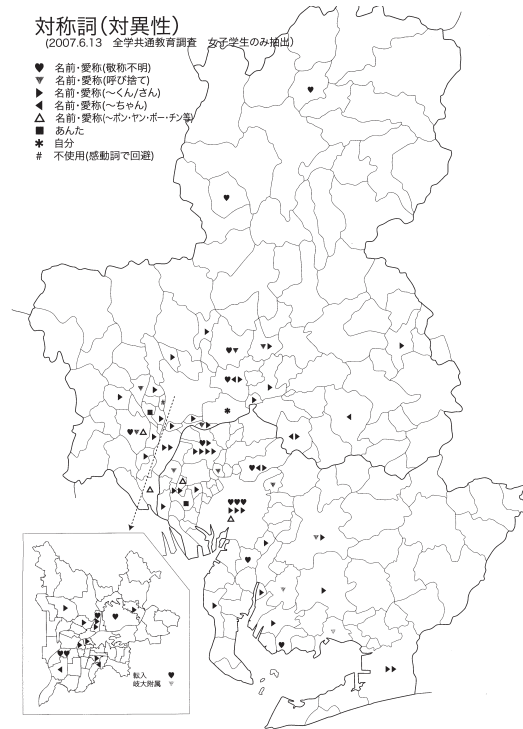 対称詞(対異性)
(2007.6.13 全学共通教育調査 女子学生のみ抽出)
♥ 名前・愛称(敬称不明)
▼ 名前・愛称(呼び捨て)
▶ 名前・愛称(〜くん/さん)
◀ 名前・愛称(〜ちゃん)
△ 名前・愛称(〜ポン・ヤン・ボー・チン等)
■ あんた
✱ 自分
# 不使用(感動詞で回避)
転入 ♥
岐大附属 ▼